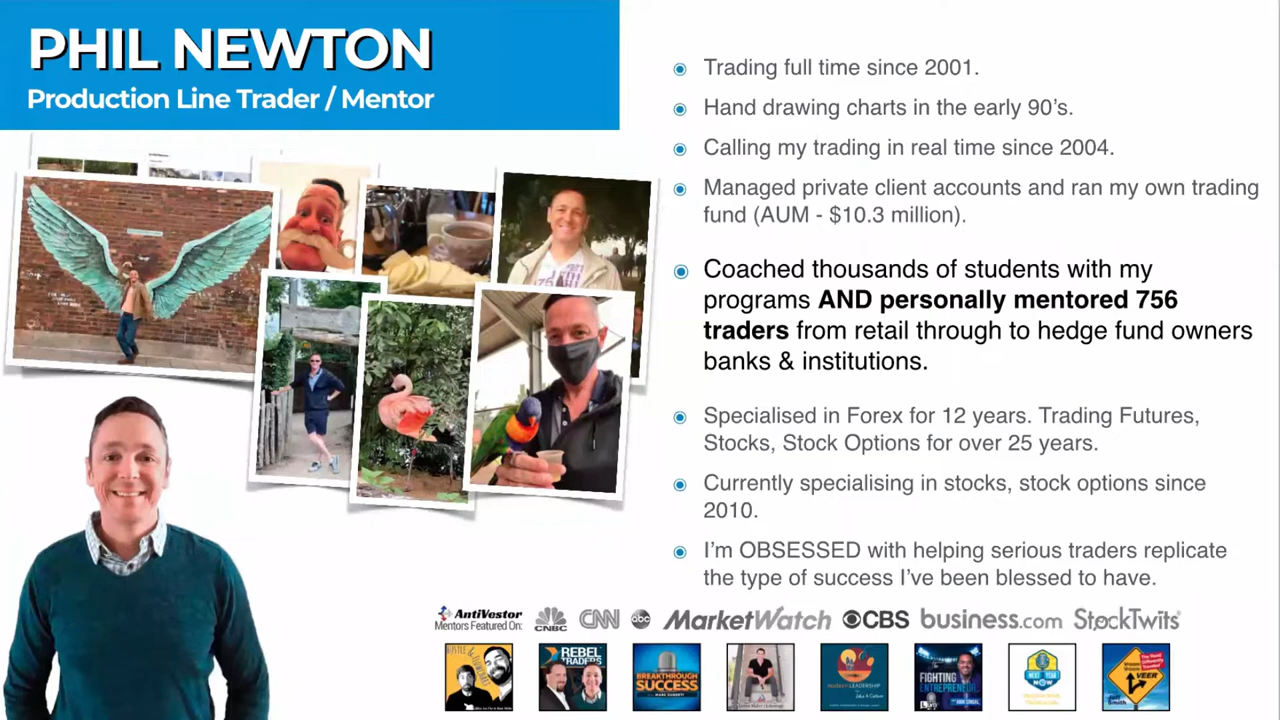 PHIL NEWTON
Production Line Trader / Mentor
Trading full time since 2001.
Hand drawing charts in the early 90’s.
Calling my trading in real time since 2004.
Managed private client accounts and ran my own trading
fund (AUM - $10.3 million).
Coached thousands of students with my
programs AND personally mentored 756
traders from retail through to hedge fund owners
banks & institutions.
Specialised in Forex for 12 years. Trading Futures,
Stocks, Stock Options for over 25 years.
Currently specialising in stocks, stock options since
2010.
I’m OBSESSED with helping serious traders replicate
the type of success I’ve been blessed to have.
AntiVestor
Mentors Featured On:
CNBC
CNN
abc
MarketWatch
CBS
business.com
StockTwits
REBEL
TRADERS
BREAKTHROUGH
SUCCESS
FIGHTING
ENTREPRENEUR
NEXT
YEAR
NOW
VEER